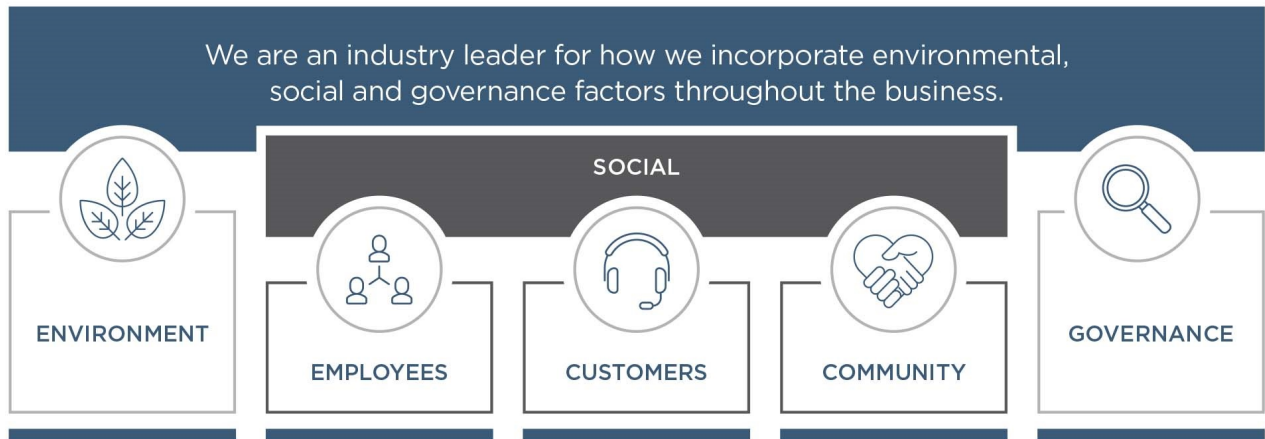 We are an industry leader for how we incorporate environmental,
social and governance factors throughout the business.
SOCIAL
ENVIRONMENT
EMPLOYEES
CUSTOMERS
COMMUNITY
GOVERNANCE